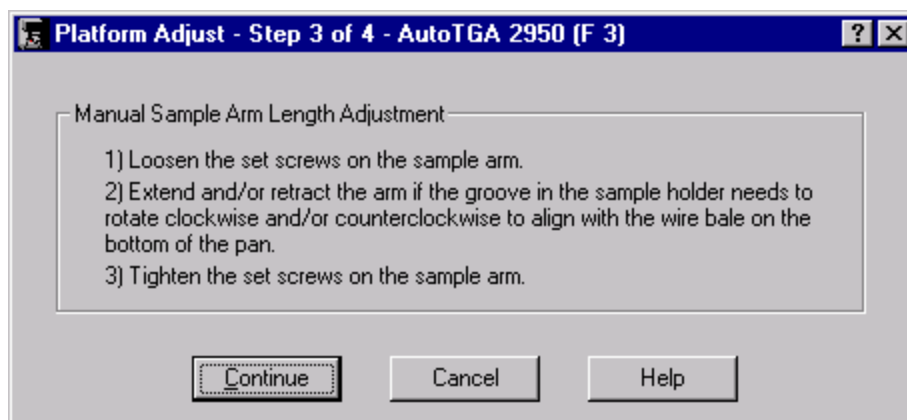 Platform Adjust - Step 3 of 4 - AutoTGA 2950 (F 3)
Manual Sample Arm Length Adjustment
1) Loosen the set screws on the sample arm.
2) Extend and/or retract the arm if the groove in the sample holder needs to
rotate clockwise and/or counterclockwise to align with the wire bale on the
bottom of the pan.
3) Tighten the set screws on the sample arm.
Continue Cancel Help